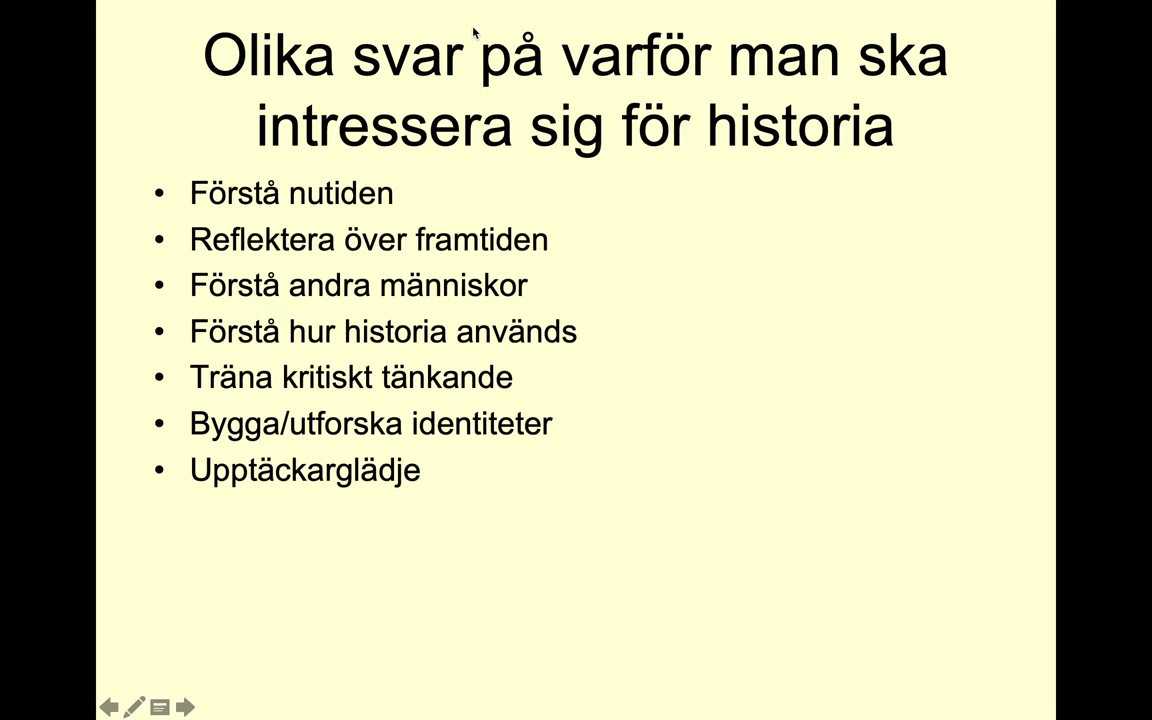 Olika svar på varför man ska
intressera sig för historia
• Förstå nutiden
• Reflektera över framtiden
• Förstå andra människor
• Förstå hur historia används
• Träna kritiskt tänkande
• Bygga/utforska identiteter
• Upptäckarglädje